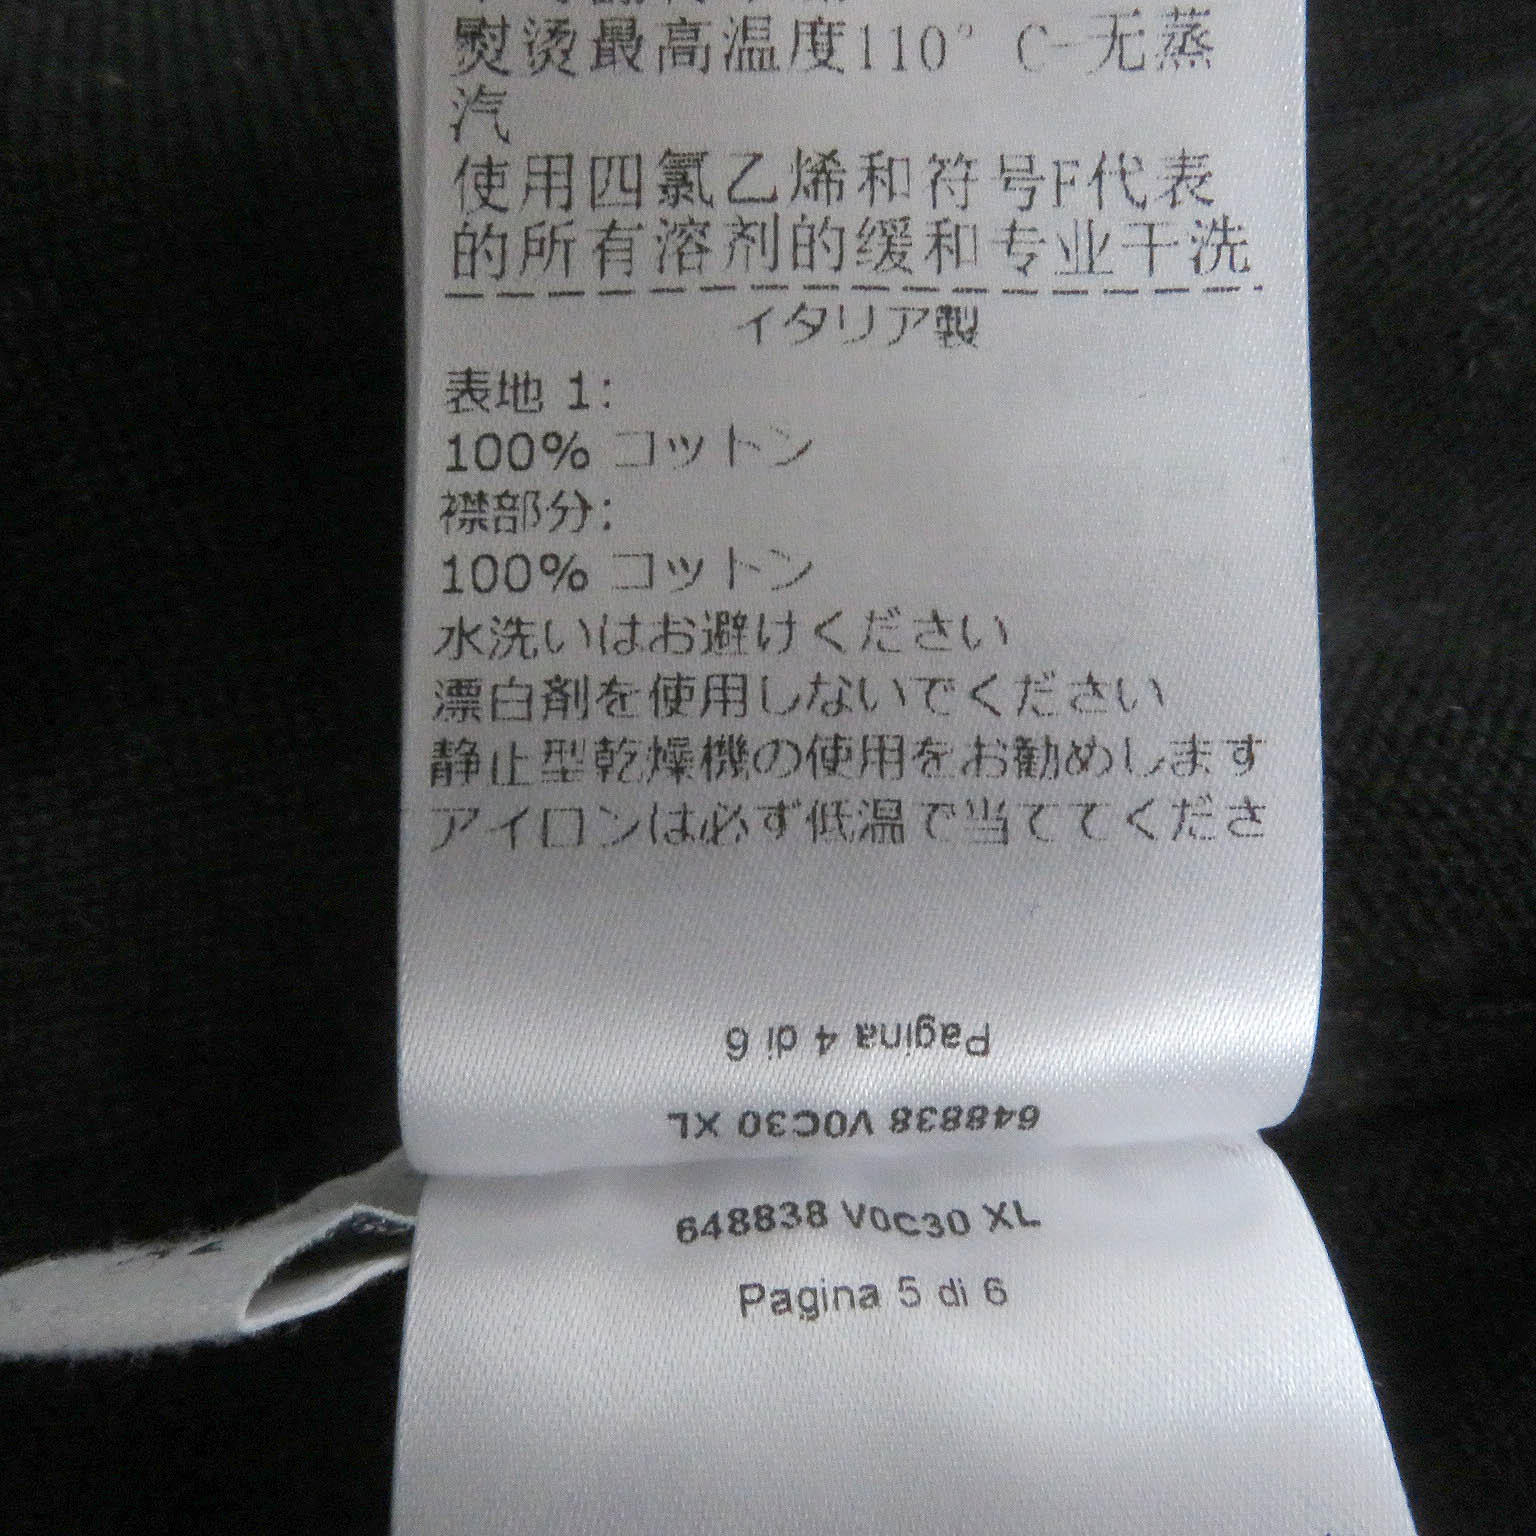 熨烫最高温度110° C-无蒸
汽
使用四氯乙烯和符号F代表
的所有溶剂的缓和专业干洗
イタリア製
表地 1:
100% コットン
襟部分:
100% コットン
水洗いはお避けください
漂白剤を使用しないでください
静止型乾燥機の使用をお勧めします
アイロンは必ず低温で当ててくださ
Pagina 4 di 6
648838 V0C30 XL
648838 V0C30 XL
Pagina 5 di 6